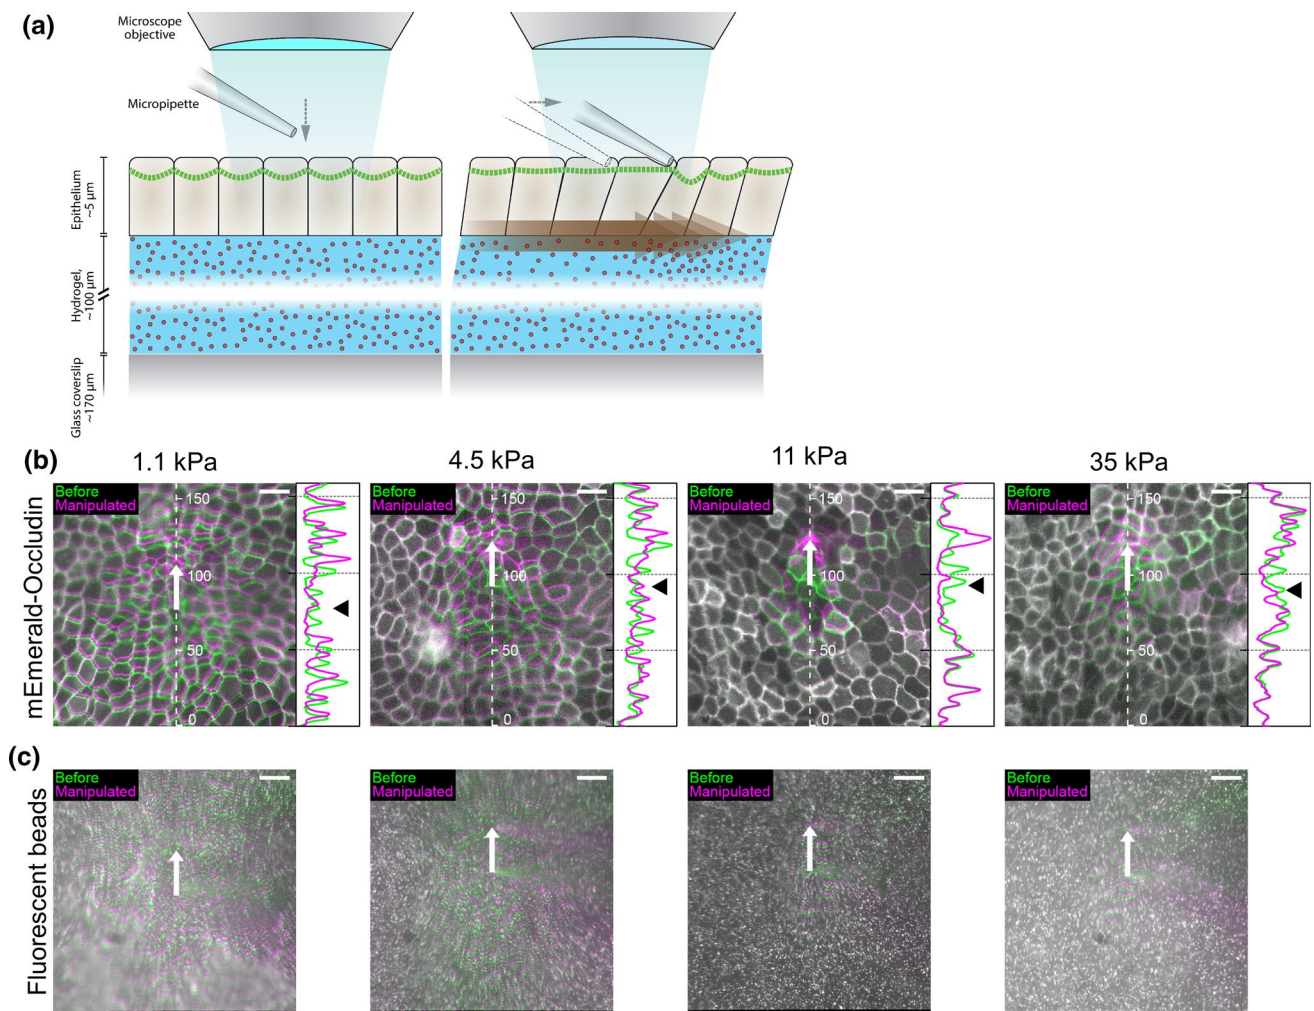 (a)
Microscope
objective
Micropipette
Epithelium
~5 µm
Hydrogel,
~100 µm
Glass coverslip
~170 µm
(b)
1.1 kPa
4.5 kPa
11 kPa
35 kPa
mEmerald-Occludin
Before
Manipulated
150
100
50
0
Before
Manipulated
150
100
50
0
Before
Manipulated
150
100
50
0
Before
Manipulated
150
100
50
0
(c)
Fluorescent beads
Before
Manipulated
Before
Manipulated
Before
Manipulated
Before
Manipulated